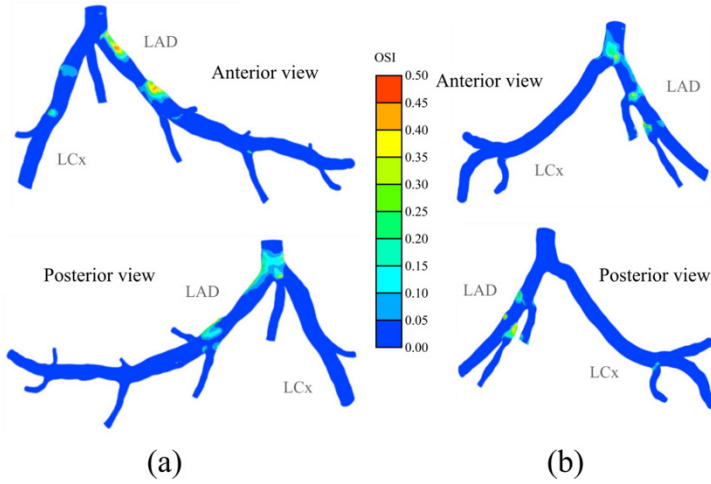 LAD
Anterior view
LCx
OSI
0.50
0.45
0.40
0.35
0.30
0.25
0.20
0.15
0.10
0.05
0.00
Anterior view
LAD
LCx
Posterior view
LAD
LCx
LAD
Posterior view
LCx
(a)
(b)